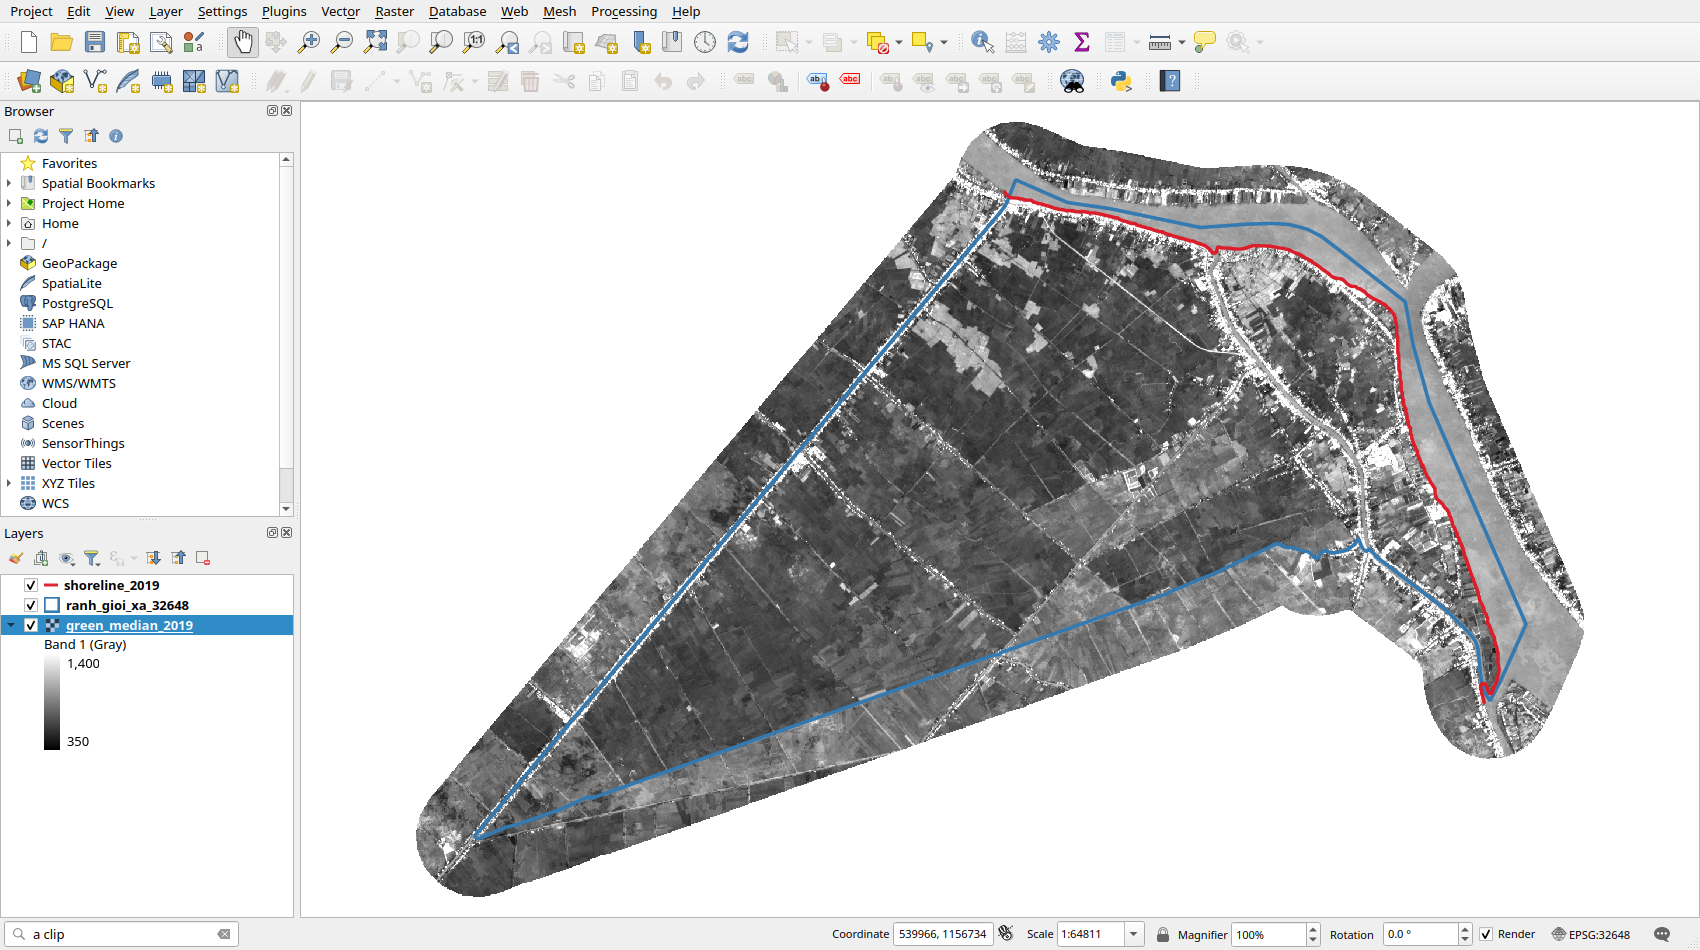 Project Edit View Layer Settings Plugins Vector Raster Database Web Mesh Processing Help
Browser
Favorites
Spatial Bookmarks
Project Home
Home
/
GeoPackage
SpatiaLite
PostgreSQL
SAP HANA
STAC
MS SQL Server
WMS/WMTS
Cloud
Scenes
SensorThings
Vector Tiles
XYZ Tiles
WCS
Layers
shoreline_2019
ranh_gioi_xa_32648
green_median_2019
Band 1 (Gray)
1,400
350
a clip
Coordinate 539966, 1156734 Scale 1:64811 Magnifier 100% Rotation 0.0 ° Render EPSG:32648